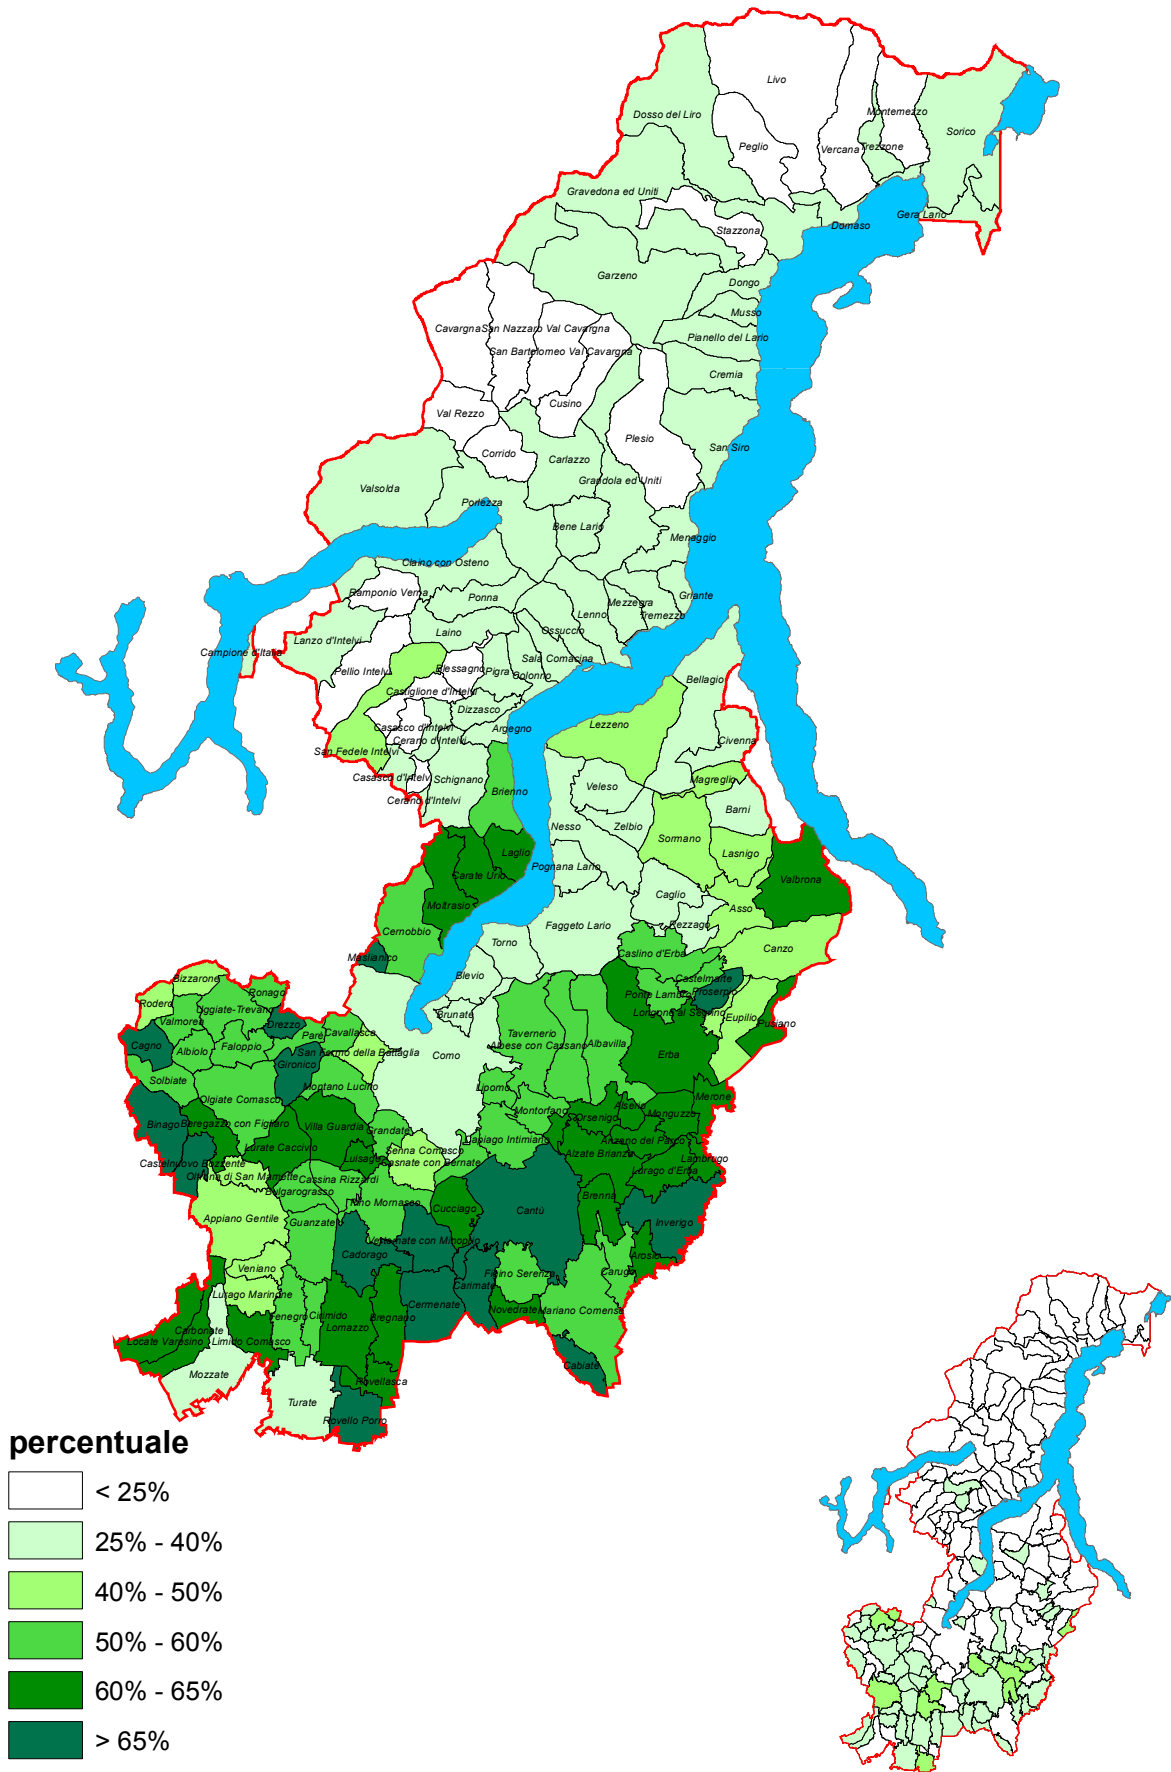 Livo
Dosso del Liro
Montemezzo
Sorico
Peglio
Vercana
Trezzone
Gravedona ed Uniti
Gera Lario
Stazzona
Domaso
Garzeno
Dongo
Musso
Cavargna
San Nazzaro Val Cavargna
Pianello del Lario
San Bartolomeo Val Cavargna
Cremia
Cusino
Val Rezzo
Plesio
San Siro
Corrido
Carlazzo
Grandola ed Uniti
Valsolda
Porlezza
Bene Lario
Menaggio
Claino con Osteno
Ramponio Verna
Ponna
Mezzegra
Griante
Lenno
Tremezzo
Laino
Ossuccio
Lanzo d'Intelvi
Campione d'Italia
Sala Comacina
Pellio Intelvi
Blessagno
Pigra
Colonno
Bellagio
Castiglione d'Intelvi
Dizzasco
Lezzeno
Casasco d'Intelvi
Argegno
Cerano d'Intelvi
Civenna
San Fedele Intelvi
Casasco d'Intelvi
Schignano
Magreglio
Veleso
Brienno
Cerano d'Intelvi
Barni
Nesso
Zelbio
Sormano
Laglio
Lasnigo
Pognana Lario
Carate Urio
Valbrona
Caglio
Moltrasio
Asso
Rezzago
Faggeto Lario
Cernobbio
Torno
Canzo
Caslino d'Erba
Maslianico
Blevio
Castelmarte
Bizzarone
Ronago
Ponte Lambro
Proserpio
Rodero
Uggiate-Trevano
Longone al Segrino
Brunate
Eupilio
Pusiano
Valmorea
Drezzo
Parè
Cavallasca
Tavernerio
Cagno
Albiolo
Faloppio
San Fermo della Battaglia
Como
Albese con Cassano
Albavilla
Erba
Gironico
Solbiate
Montano Lucino
Lipomo
Olgiate Comasco
Merone
Alserio
Montorfano
Orsenigo
Monguzzo
Binago
Beregazzo con Figliaro
Villa Guardia
Grandate
Capiago Intimiano
Anzano del Parco
Lurate Caccivio
Senna Comasco
Alzate Brianza
Lambrugo
Castelnuovo Bozzente
Luisago
Casnate con Bernate
Lurago d'Erba
Oltrona di San Mamette
Cassina Rizzardi
Bulgarograsso
Fino Mornasco
Brenna
Cucciago
Cantù
Appiano Gentile
Guanzate
Inverigo
Vertemate con Minoprio
Cadorago
Arosio
Veniano
Figino Serenza
Carugo
Carimate
Lurago Marinone
Cermenate
Novedrate
Mariano Comense
Fenegrò
Cirimido
Bregnano
Carbonate
Lomazzo
Locate Varesino
Limido Comasco
Cabiate
Mozzate
Rovellasca
Turate
Rovello Porro
percentuale
< 25%
25% - 40%
40% - 50%
50% - 60%
60% - 65%
> 65%